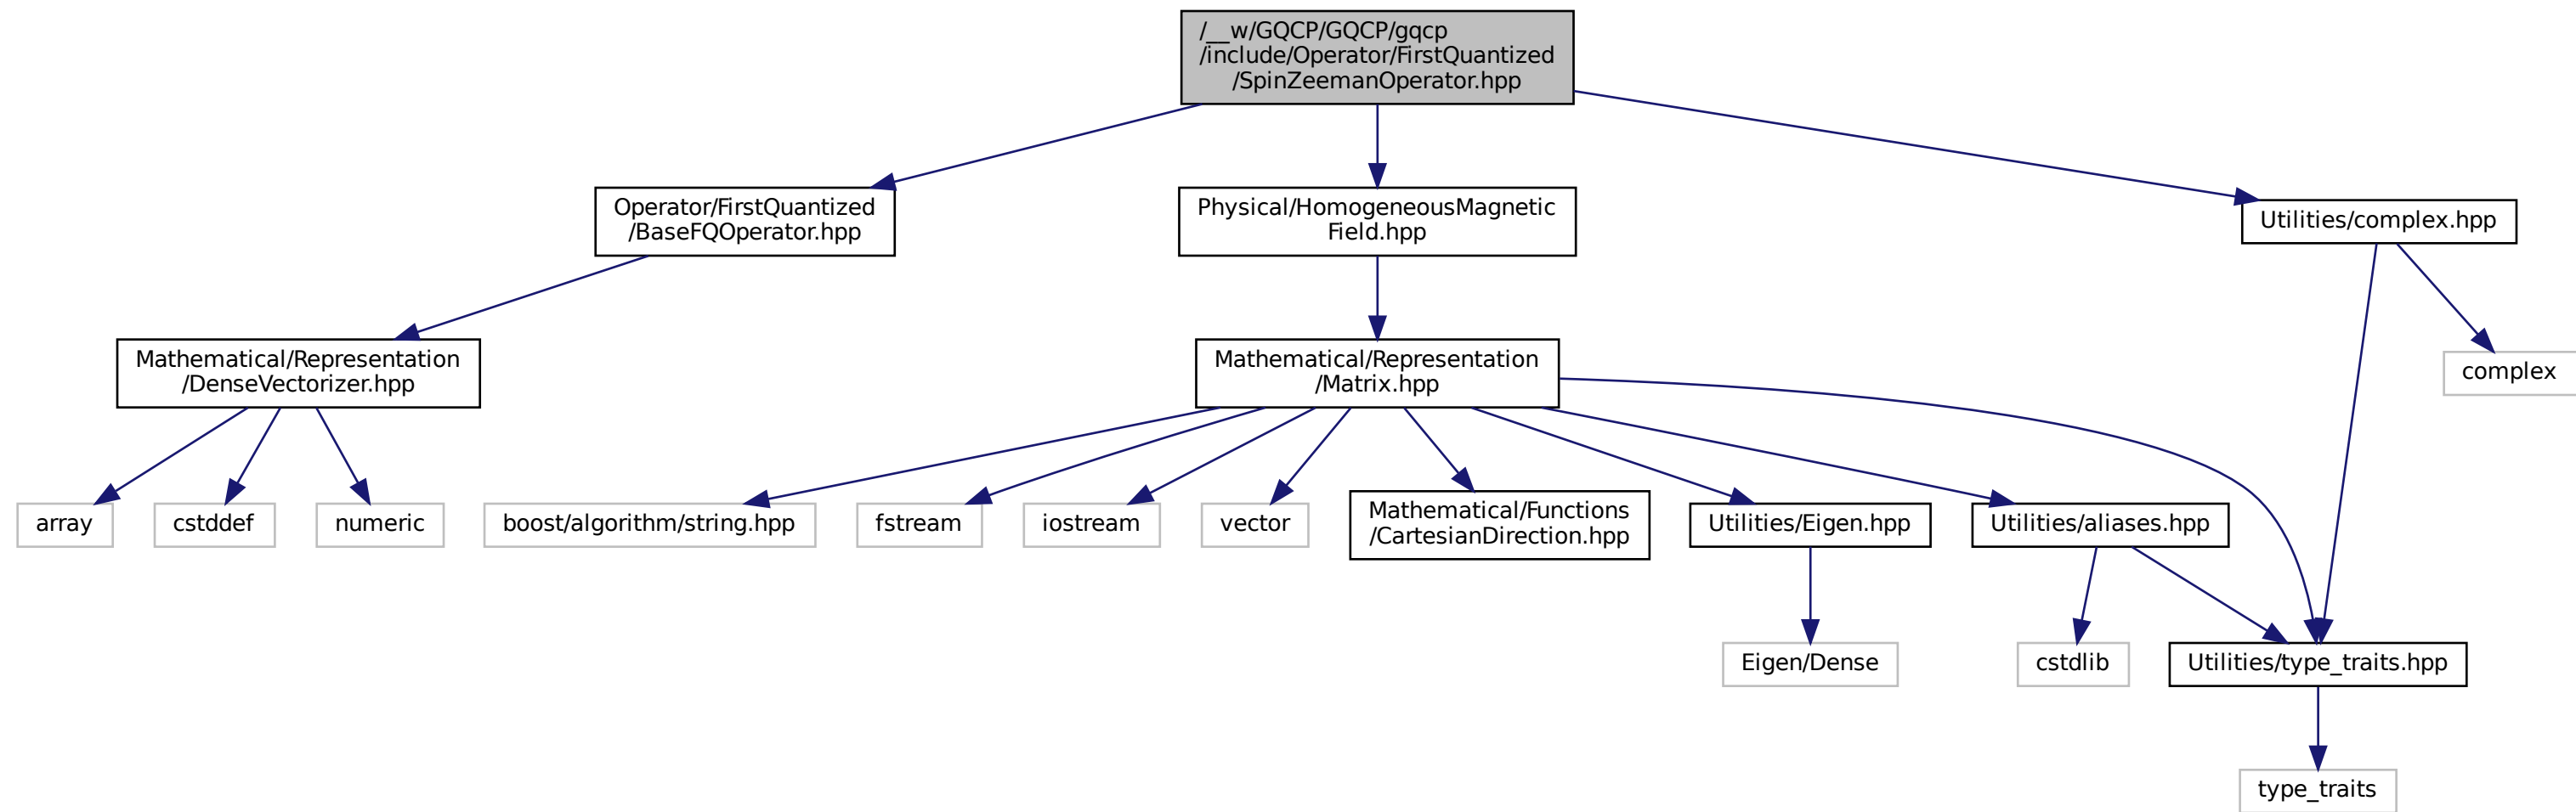 /__w/GQCP/GQCP/gqcp
/include/Operator/FirstQuantized
/SpinZeemanOperator.hpp
Operator/FirstQuantized
/BaseFQOperator.hpp
Physical/HomogeneousMagnetic
Field.hpp
Utilities/complex.hpp
Mathematical/Representation
/DenseVectorizer.hpp
Mathematical/Representation
/Matrix.hpp
complex
array
cstddef
numeric
boost/algorithm/string.hpp
fstream
iostream
vector
Mathematical/Functions
/CartesianDirection.hpp
Utilities/Eigen.hpp
Utilities/aliases.hpp
Eigen/Dense
cstdlib
Utilities/type_traits.hpp
type_traits